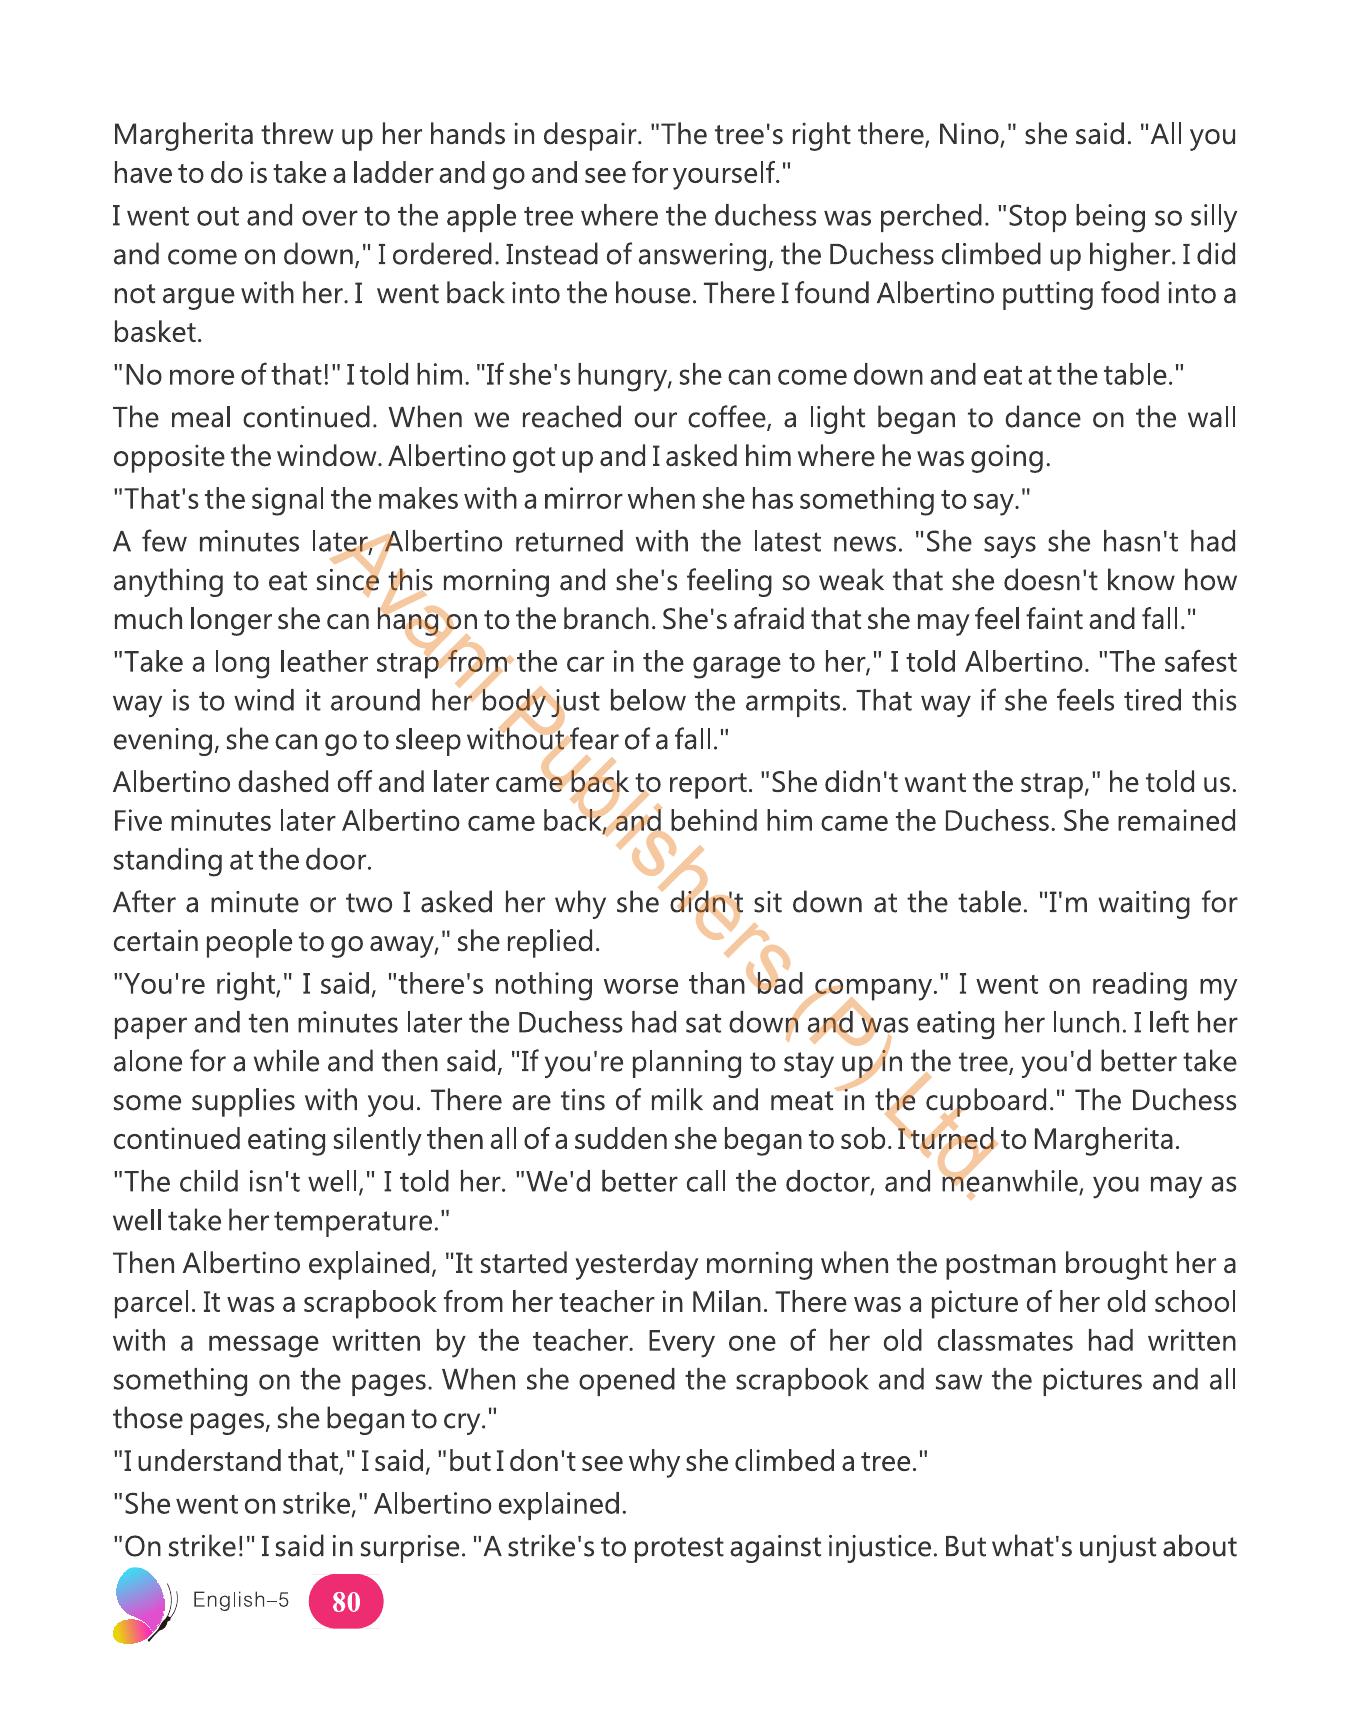 Margherita threw up her hands in despair. "The tree's right there, Nino," she said. "All you
have to do is take a ladder and go and see for yourself."
I went out and over to the apple tree where the duchess was perched. "Stop being so silly
and come on down," I ordered. Instead of answering, the Duchess climbed up higher. I did
not argue with her. I went back into the house. There I found Albertino putting food into a
basket.
"No more of that!" I told him. "If she's hungry, she can come down and eat at the table."
The meal continued. When we reached our coffee, a light began to dance on the wall
opposite the window. Albertino got up and I asked him where he was going.
"That's the signal the makes with a mirror when she has something to say."
A few minutes later, Albertino returned with the latest news. "She says she hasn't had
anything to eat since this morning and she's feeling so weak that she doesn't know how
much longer she can hang on to the branch. She's afraid that she may feel faint and fall."
"Take a long leather strap from the car in the garage to her," I told Albertino. "The safest
way is to wind it around her body just below the armpits. That way if she feels tired this
evening, she can go to sleep without fear of a fall."
Albertino dashed off and later came back to report. "She didn't want the strap," he told us.
Five minutes later Albertino came back, and behind him came the Duchess. She remained
standing at the door.
After a minute or two I asked her why she didn't sit down at the table. "I'm waiting for
certain people to go away," she replied.
"You're right," I said, "there's nothing worse than bad company." I went on reading my
paper and ten minutes later the Duchess had sat down and was eating her lunch. I left her
alone for a while and then said, "If you're planning to stay up in the tree, you'd better take
some supplies with you. There are tins of milk and meat in the cupboard." The Duchess
continued eating silently then all of a sudden she began to sob. I turned to Margherita.
"The child isn't well," I told her. "We'd better call the doctor, and meanwhile, you may as
well take her temperature."
Then Albertino explained, "It started yesterday morning when the postman brought her a
parcel. It was a scrapbook from her teacher in Milan. There was a picture of her old school
with a message written by the teacher. Every one of her old classmates had written
something on the pages. When she opened the scrapbook and saw the pictures and all
those pages, she began to cry."
"I understand that," I said, "but I don't see why she climbed a tree."
"She went on strike," Albertino explained.
"On strike!" I said in surprise. "A strike's to protest against injustice. But what's unjust about
English–5 80
Avani Publishers (P) Ltd.